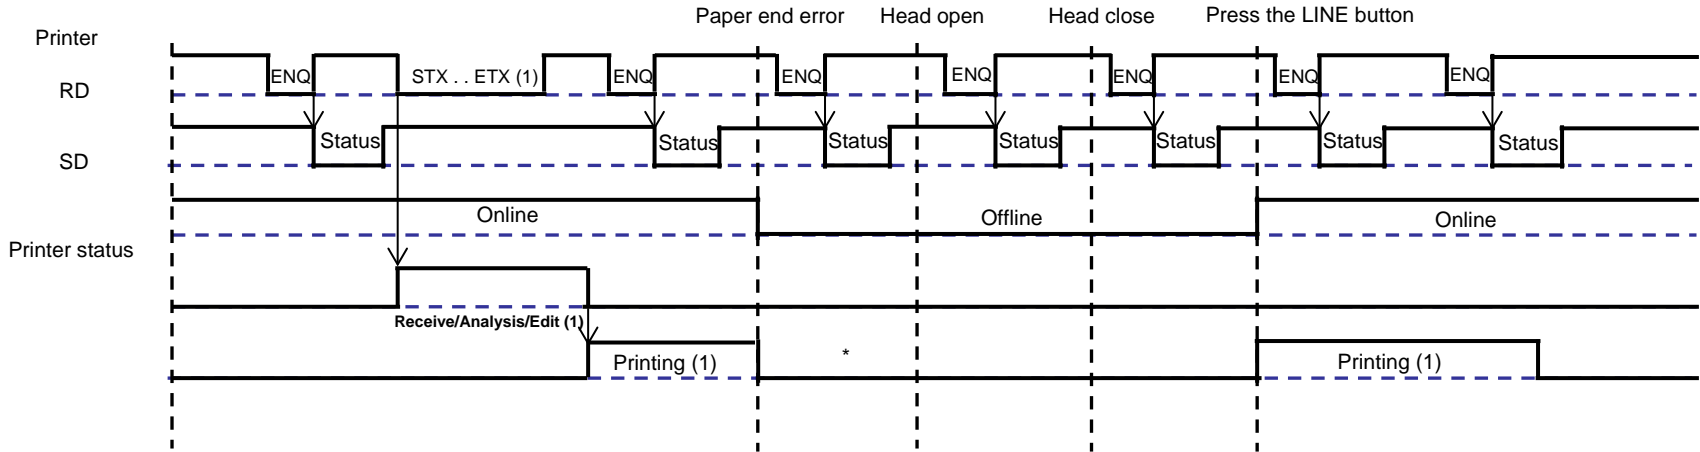 Paper end error Head open Head close Press the LINE button
Printer
ENQ STX . . ETX (1) ENQ ENQ ENQ ENQ ENQ ENQ
RD
Status Status Status Status Status Status Status
SD
Online Offline Online
Printer status
Receive/Analysis/Edit (1)
Printing (1) * Printing (1)